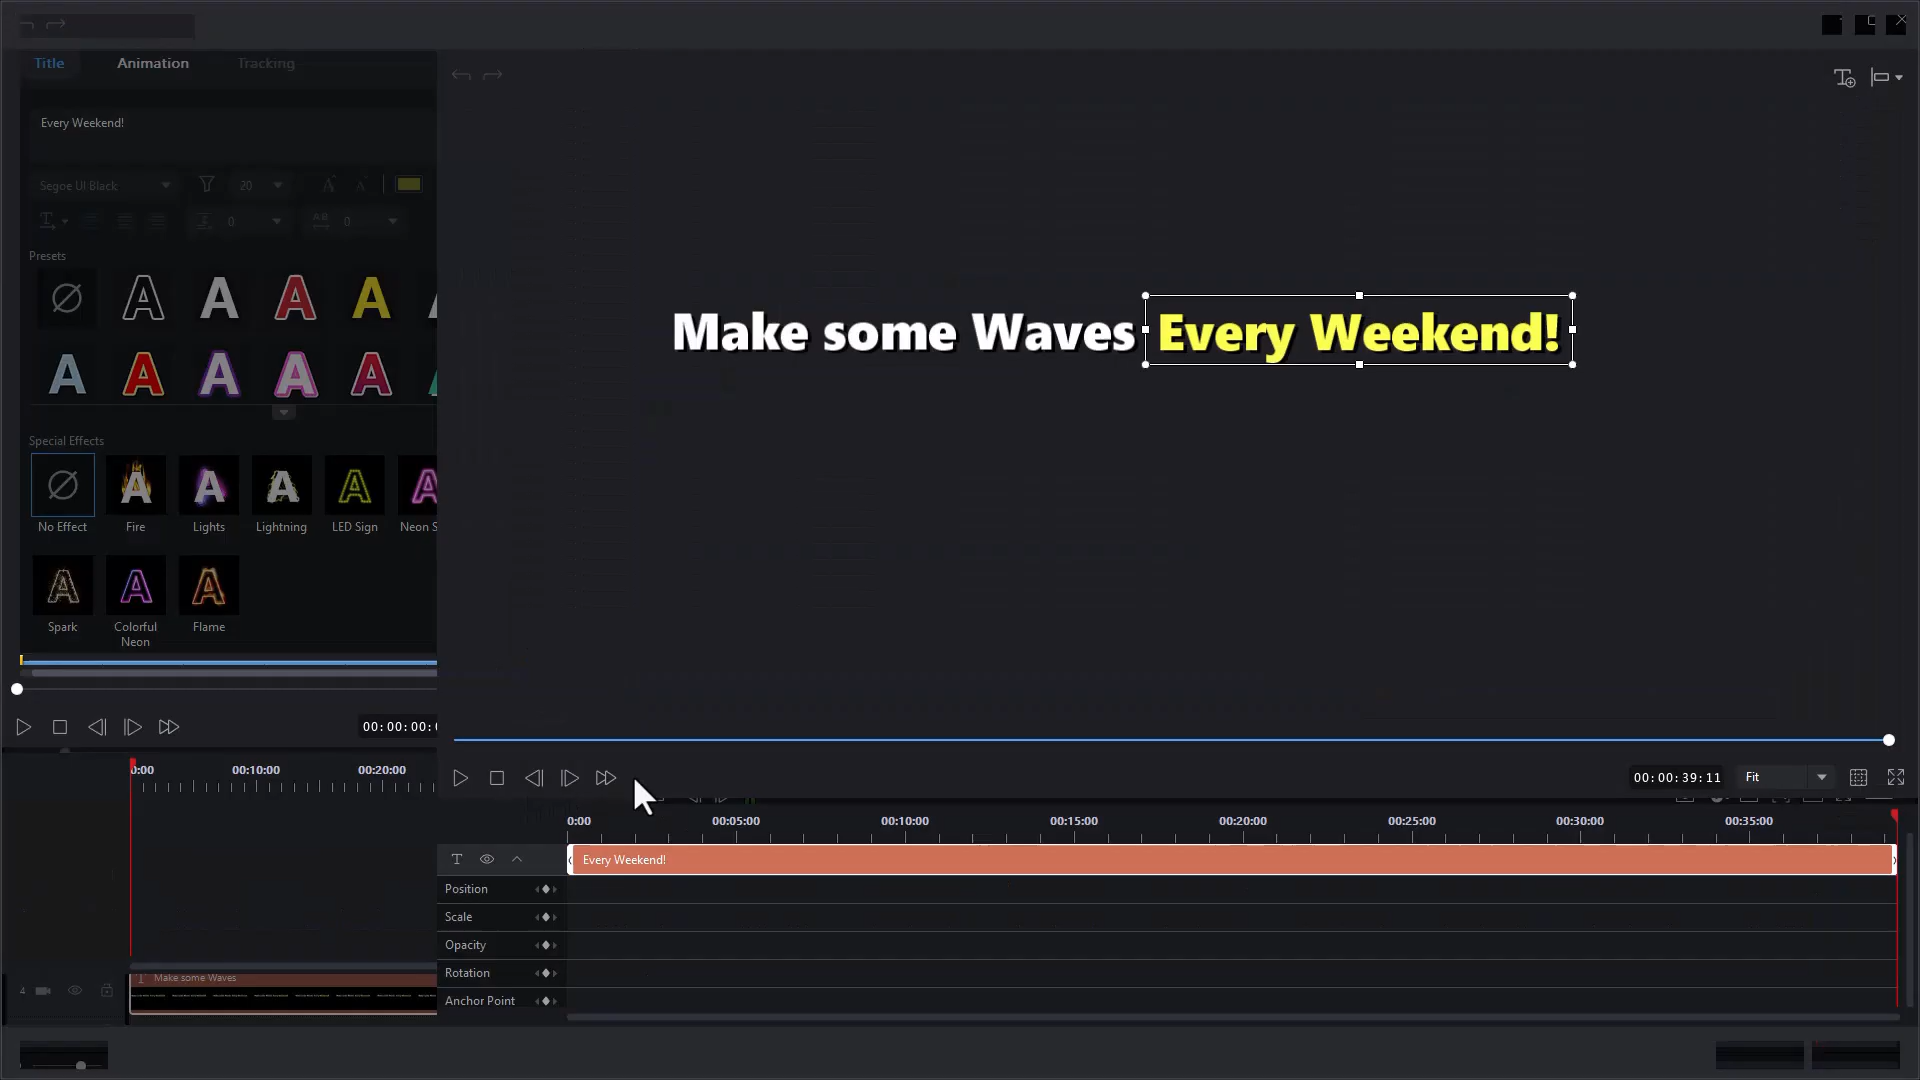 Title Animation Tracking
Every Weekend!
Segoe UI Black 20
0 0
Presets
Special Effects
No Effect Fire Lights Lightning LED Sign Neon S
Spark Colorful Neon Flame
Make some Waves Every Weekend!
00:00:00:
00:00:39:11 Fit
0:00 00:10:00 00:20:00
0:00 00:05:00 00:10:00 00:15:00 00:20:00 00:25:00 00:30:00 00:35:00
Every Weekend!
Position
Scale
Opacity
Rotation
Anchor Point
4 Make some Waves